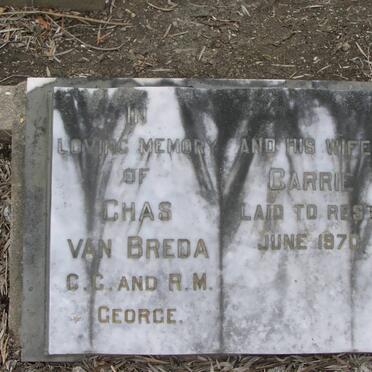 IN
LOVING MEMORY
OF
CHAS
VAN BREDA
C.C. AND R.M.
GEORGE.
AND HIS WIFE
CARRIE
LAID TO REST
JUNE 1970